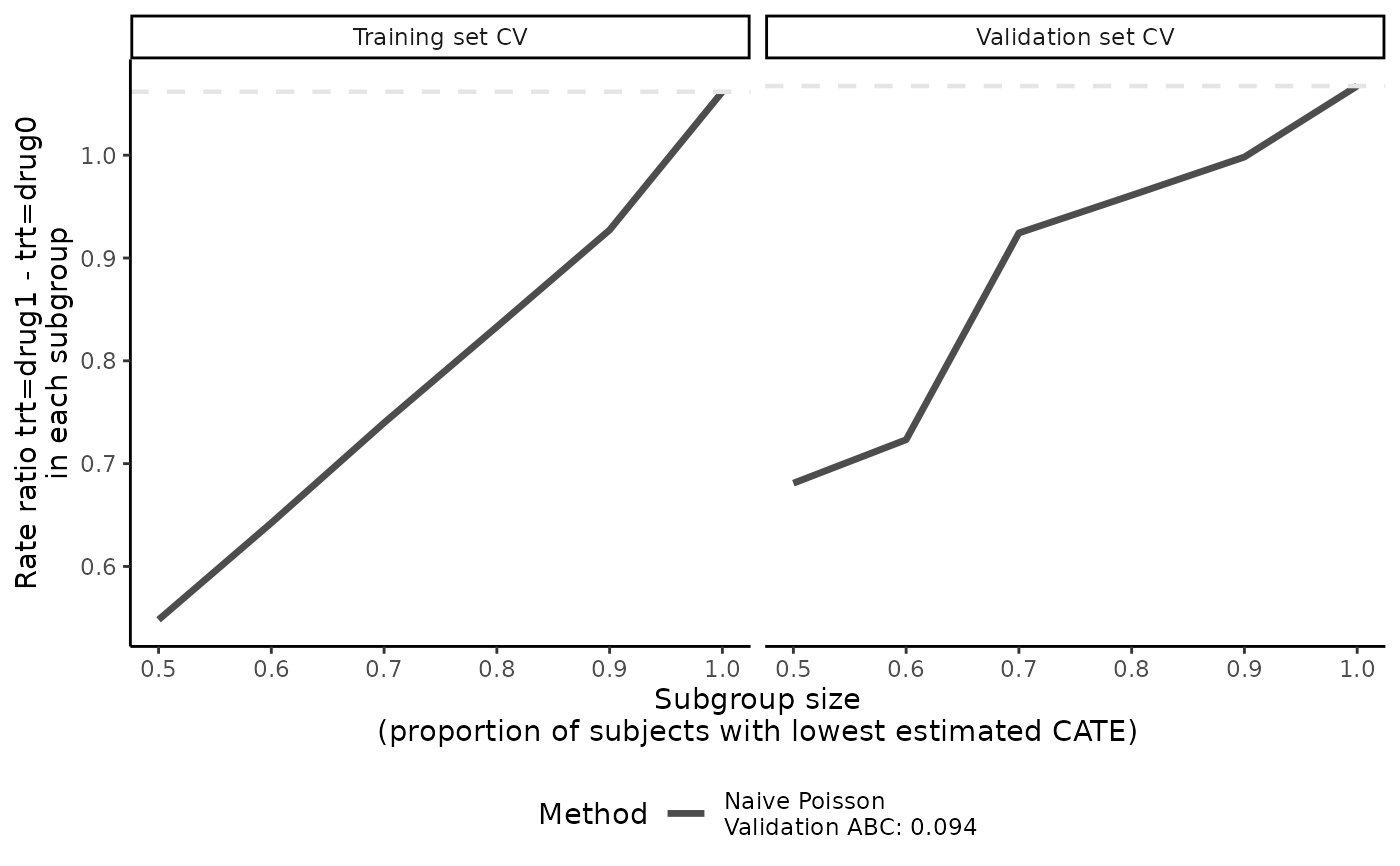 Training set CV
Validation set CV
Rate ratio trt=drug1 - trt=drug0
in each subgroup
1.0
0.9
0.8
0.7
0.6
0.5 0.6 0.7 0.8 0.9 1.0
0.5 0.6 0.7 0.8 0.9 1.0
Subgroup size
(proportion of subjects with lowest estimated CATE)
Method
Naive Poisson
Validation ABC: 0.094